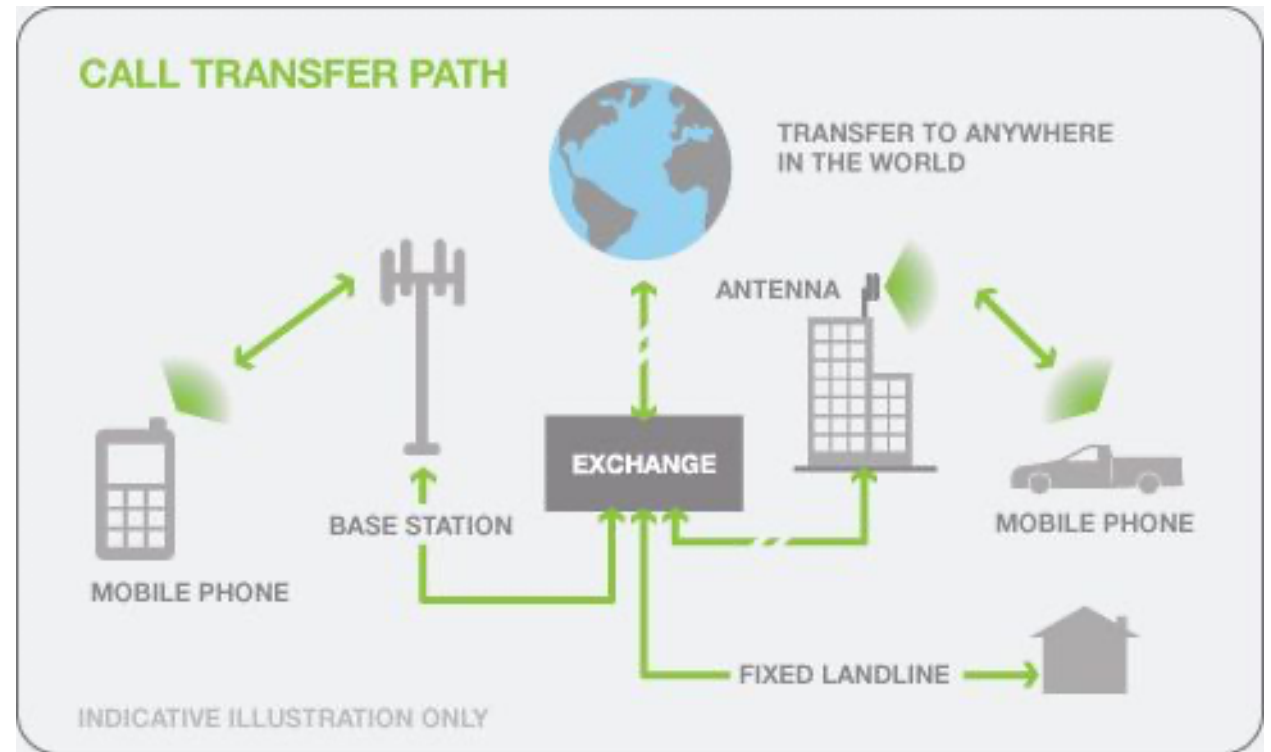 CALL TRANSFER PATH
TRANSFER TO ANYWHERE
IN THE WORLD
ANTENNA
EXCHANGE
BASE STATION
MOBILE PHONE
MOBILE PHONE
FIXED LANDLINE
INDICATIVE ILLUSTRATION ONLY